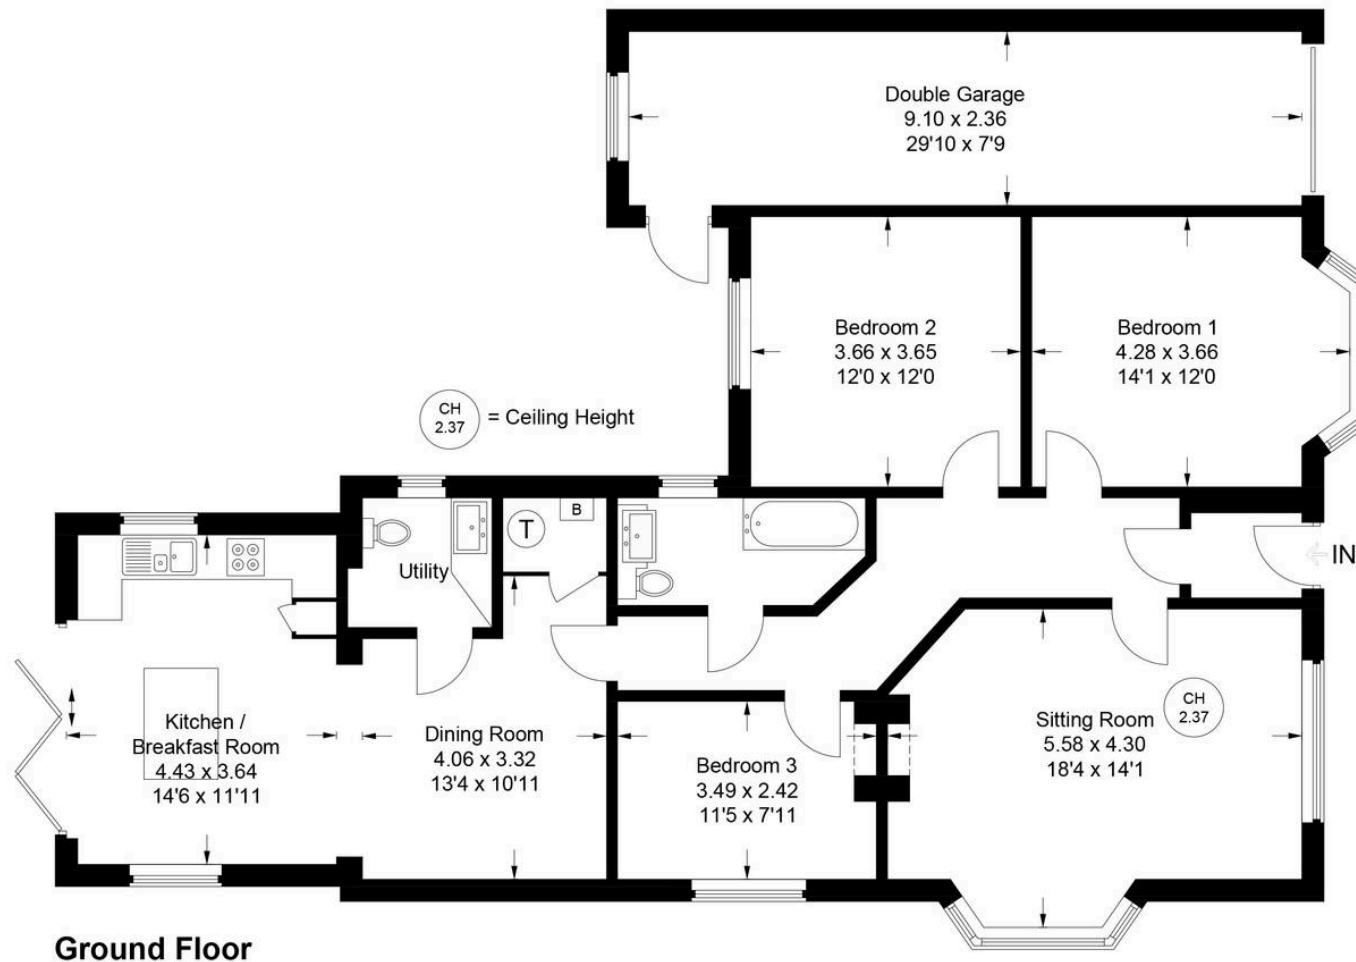 Double Garage
9.10 x 2.36
29'10 x 7'9
Bedroom 2
3.66 x 3.65
12'0 x 12'0
Bedroom 1
4.28 x 3.66
14'1 x 12'0
CH
2.37
= Ceiling Height
B
T
Utility
IN
Kitchen /
Breakfast Room
4.43 x 3.64
14'6 x 11'11
Dining Room
4.06 x 3.32
13'4 x 10'11
Bedroom 3
3.49 x 2.42
11'5 x 7'11
Sitting Room
5.58 x 4.30
18'4 x 14'1
CH
2.37
Ground Floor